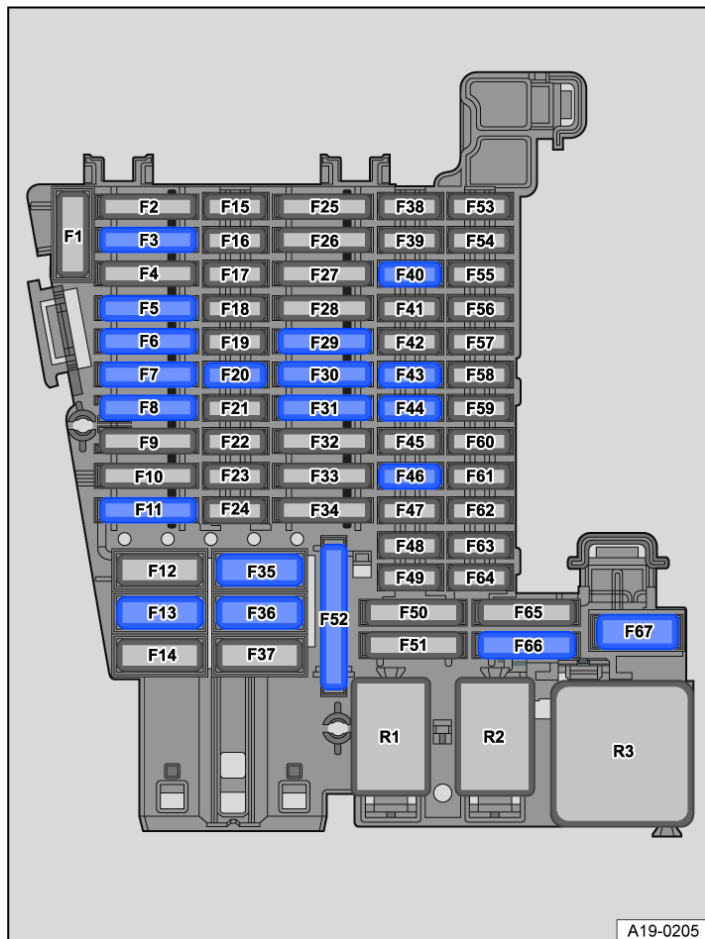 F1
F2 F15 F25 F38 F53
F3 F16 F26 F39 F54
F4 F17 F27 F40 F55
F5 F18 F28 F41 F56
F6 F19 F29 F42 F57
F7 F20 F30 F43 F58
F8 F21 F31 F44 F59
F9 F22 F32 F45 F60
F10 F23 F33 F46 F61
F11 F24 F34 F47 F62
F48 F63
F12 F35 F49 F64
F13 F36 F52 F50 F65
F14 F37 F51 F66 F67
R1 R2 R3
A19-0205